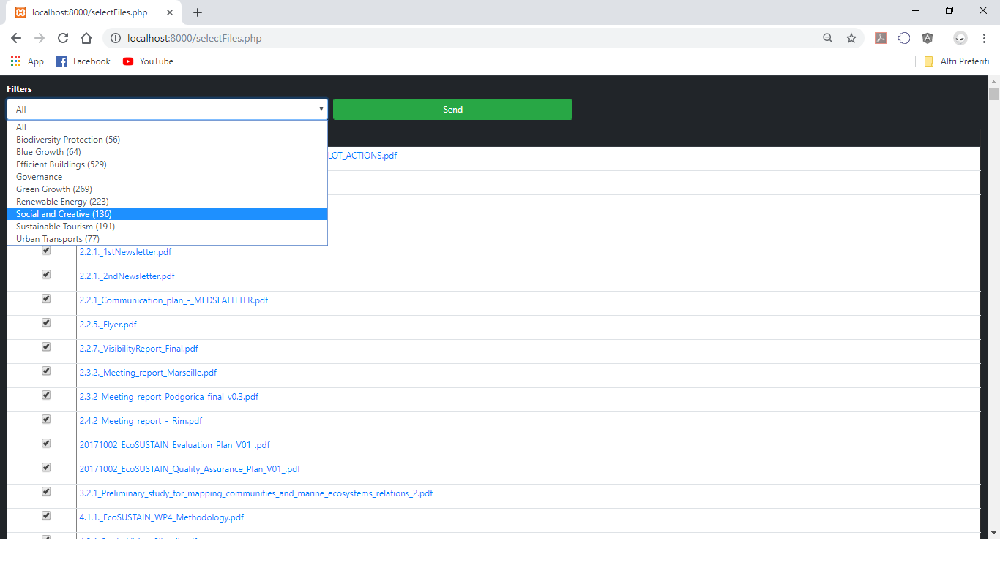 localhost:8000/selectFiles.php
localhost:8000/selectFiles.php
App Facebook YouTube Altri Preferiti
Filters
All Send
All
Biodiversity Protection (56)
Blue Growth (64)
LOT_ACTIONS.pdf
Efficient Buildings (529)
Governance
Green Growth (269)
Renewable Energy (223)
Social and Creative (136)
Sustainable Tourism (191)
Urban Transports (77)
2.2.1._1stNewsletter.pdf
2.2.1._2ndNewsletter.pdf
2.2.1_Communication_plan_-_MEDSEALITTER.pdf
2.2.5._Flyer.pdf
2.2.7._VisibilityReport_Final.pdf
2.3.2._Meeting_report_Marseille.pdf
2.3.2_Meeting_report_Podgorica_final_v0.3.pdf
2.4.2_Meeting_report_-_Rim.pdf
20171002_EcoSUSTAIN_Evaluation_Plan_V01_.pdf
20171002_EcoSUSTAIN_Quality_Assurance_Plan_V01_.pdf
3.2.1_Preliminary_study_for_mapping_communities_and_marine_ecosystems_relations_2.pdf
4.1.1._EcoSUSTAIN_WP4_Methodology.pdf